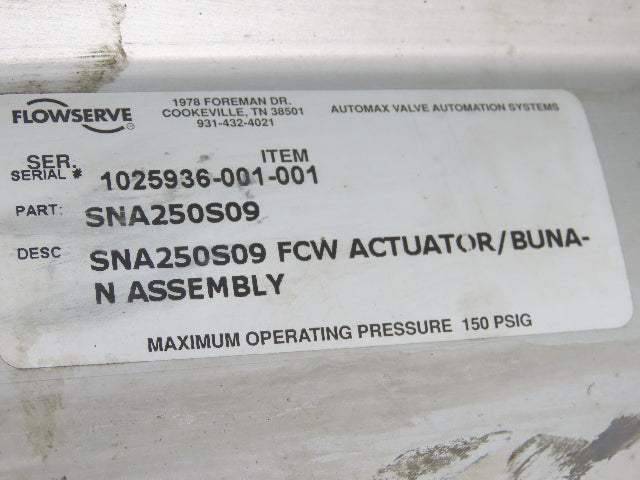 FLOWSERVE
1978 FOREMAN DR.
COOKEVILLE, TN 38501
931-432-4021
AUTOMAX VALVE AUTOMATION SYSTEMS
SER. ITEM
SERIAL # 1025936-001-001
PART: SNA250S09
DESC SNA250S09 FCW ACTUATOR/BUNA-
N ASSEMBLY
MAXIMUM OPERATING PRESSURE 150 PSIG